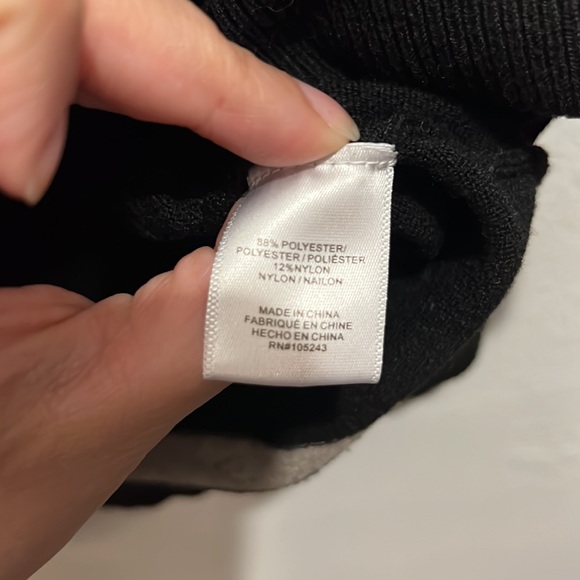 88% POLYESTER/
POLYESTER / POLIÉSTER
12%NYLON
NYLON / NAILON
MADE IN CHINA
FABRIQUÉ EN CHINE
HECHO EN CHINA
RN#105243